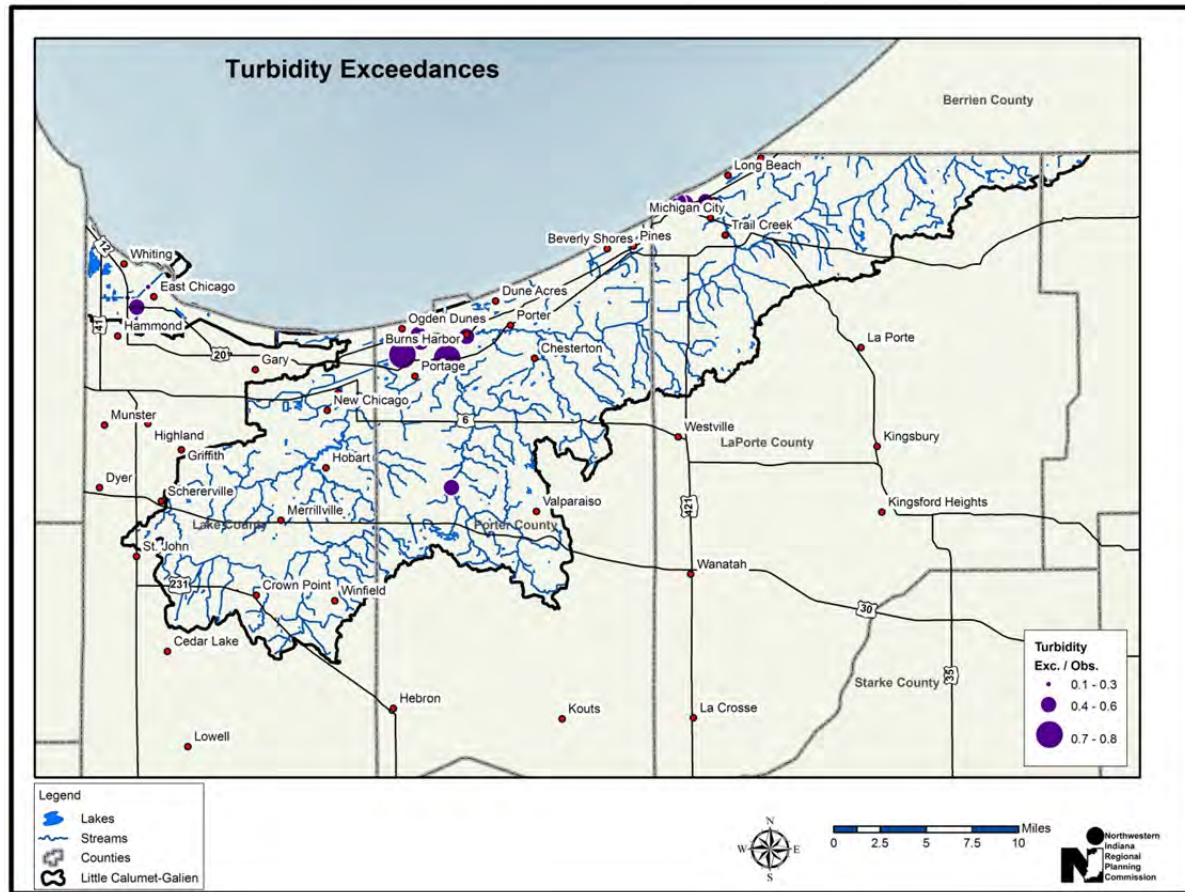 Turbidity Exceedances
Berrien County
Long Beach
Michigan City
Trail Creek
Beverly Shores
Pines
12
Whiting
East Chicago
Dune Acres
41
Hammond
Ogden Dunes
Porter
Burns Harbor
20
Gary
Chesterton
La Porte
Portage
New Chicago
6
Munster
Highland
Westville
LaPorte County
Kingsbury
Griffith
Hobart
Dyer
Schererville
Valparaiso
421
Kingsford Heights
Lake County
Merrillville
Porter County
St. John
Wanatah
231
Crown Point
Winfield
30
Cedar Lake
Turbidity
Exc. / Obs.
0.1 - 0.3
0.4 - 0.6
0.7 - 0.8
Starke County
35
Hebron
Kouts
La Crosse
Lowell
Legend
Lakes
Streams
Counties
Little Calumet-Galien
N
W
E
S
Miles
0 2.5 5 7.5 10
Northwestern
Indiana
Regional
Planning
Commission